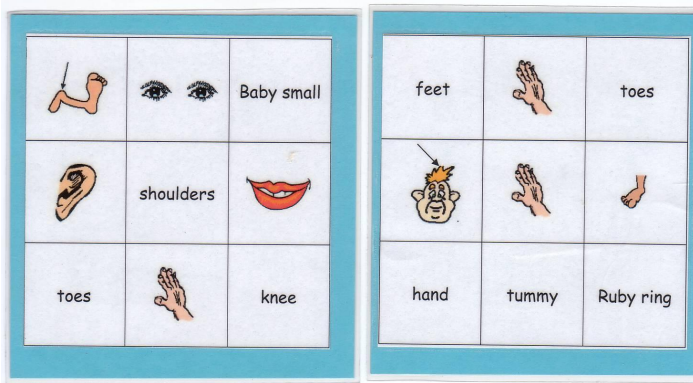 Baby small
shoulders
toes
knee
feet
toes
hand
tummy
Ruby ring